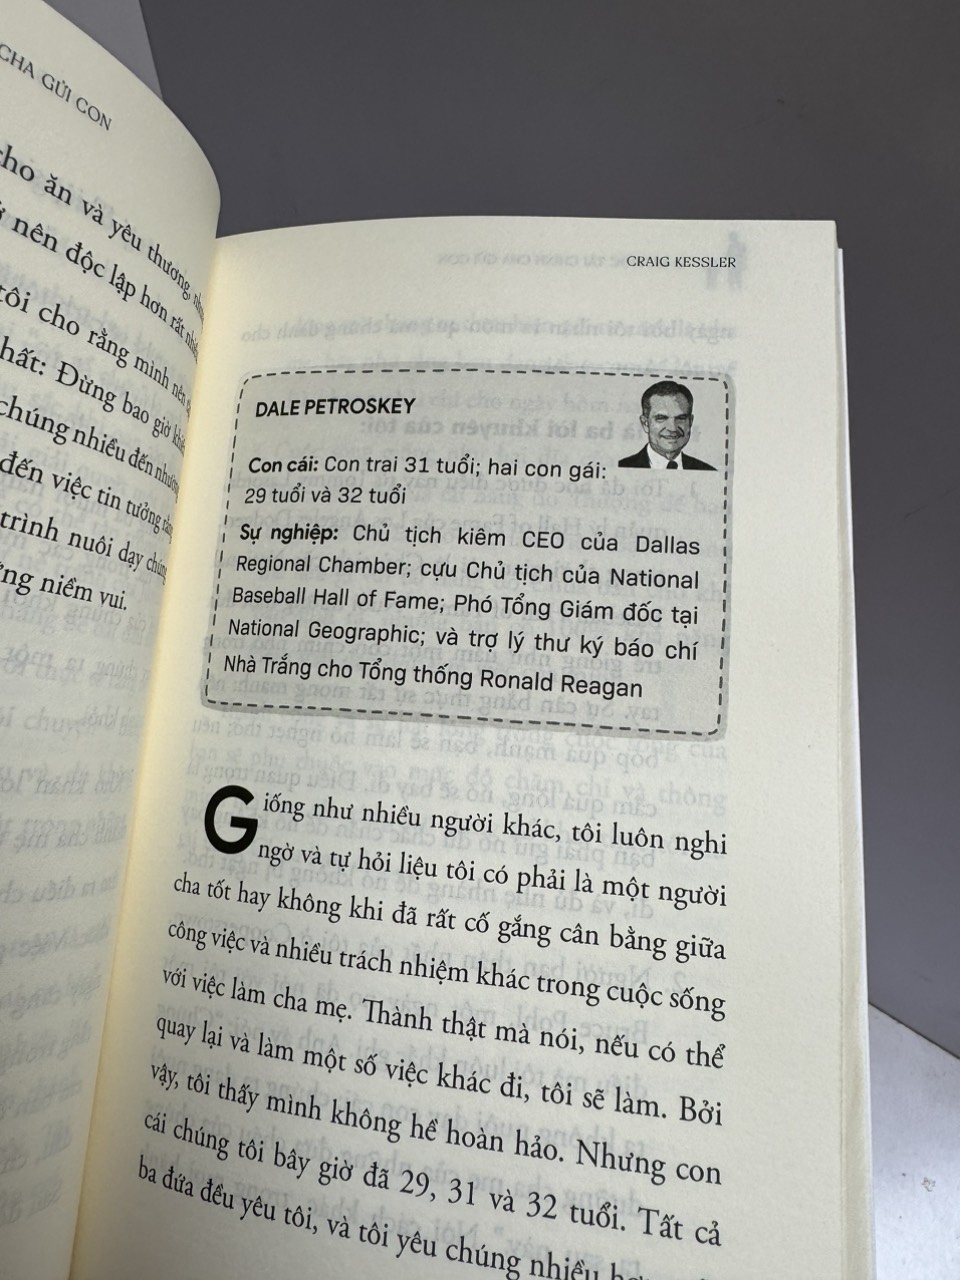 CHA GỬI CON
cho ăn và yêu thương,
nên độc lập hơn rất
tôi cho rằng mình nên
Đừng bao giờ
chúng nhiều đến
đến việc tin tưởng
trình nuôi dạy chúng
niềm vui.
CRAIG KESSLER
DALE PETROSKEY
Con cái: Con trai 31 tuổi; hai con gái:
29 tuổi và 32 tuổi
Sự nghiệp: Chủ tịch kiêm CEO của Dallas
Regional Chamber; cựu Chủ tịch của National
Baseball Hall of Fame; Phó Tổng Giám đốc tại
National Geographic; và trợ lý thư ký báo chí
Nhà Trắng cho Tổng thống Ronald Reagan
Giống như nhiều người khác, tôi luôn nghi
ngờ và tự hỏi liệu tôi có phải là một người
cha tốt hay không khi đã rất cố gắng cân bằng giữa
công việc và nhiều trách nhiệm khác trong cuộc sống
với việc làm cha mẹ. Thành thật mà nói, nếu có thể
quay lại và làm một số việc khác đi, tôi sẽ làm. Bởi
vậy, tôi thấy mình không hề hoàn hảo. Nhưng con
cái chúng tôi bây giờ đã 29, 31 và 32 tuổi. Tất cả
ba đứa đều yêu tôi, và tôi yêu chúng nhiều